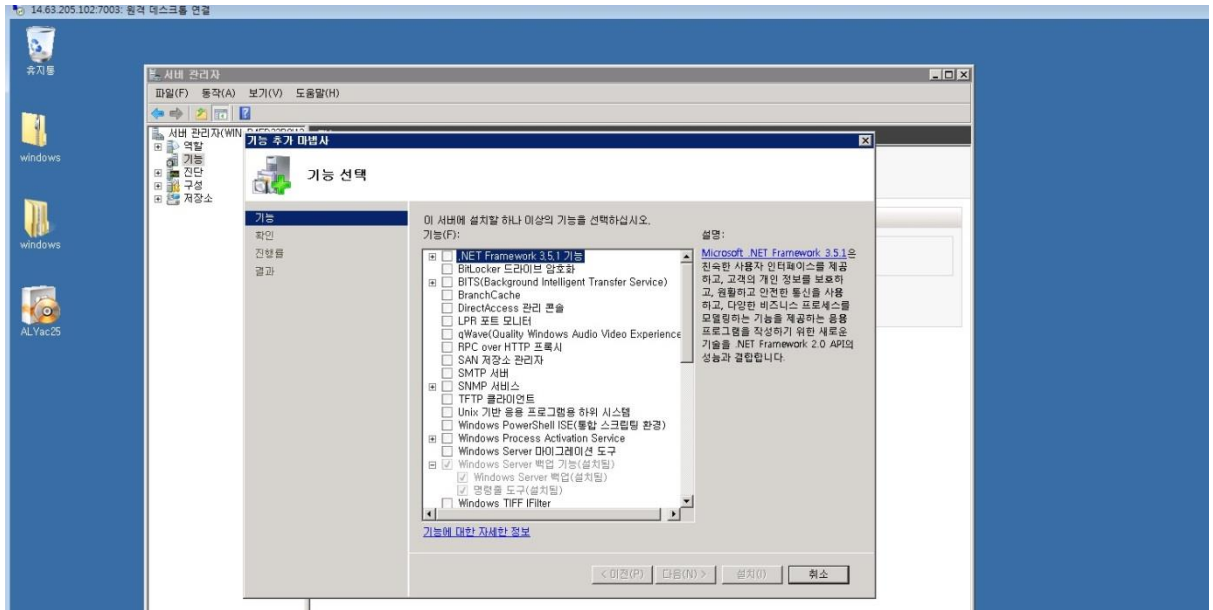 14.63.205.102:7003: 원격 데스크톱 연결
휴지통
windows
windows
ALYac25
서버 관리자
파일(F) 동작(A) 보기(V) 도움말(H)
서버 관리자(WIN
역할
기능
진단
구성
저장소
기능 추가 마법사
기능 선택
기능
확인
진행률
결과
이 서버에 설치할 하나 이상의 기능을 선택하십시오.
기능(F):
.NET Framework 3.5.1 기능
BitLocker 드라이브 암호화
BITS(Background Intelligent Transfer Service)
BranchCache
DirectAccess 관리 콘솔
LPR 포트 모니터
qWave(Quality Windows Audio Video Experience
RPC over HTTP 프록시
SAN 저장소 관리자
SMTP 서버
SNMP 서비스
TFTP 클라이언트
Unix 기반 응용 프로그램용 하위 시스템
Windows PowerShell ISE(통합 스크립팅 환경)
Windows Process Activation Service
Windows Server 마이그레이션 도구
Windows Server 백업 기능(설치됨)
Windows Server 백업(설치됨)
명령줄 도구(설치됨)
Windows TIFF IFilter
기능에 대한 자세한 정보
설명:
Microsoft .NET Framework 3.5.1은
친숙한 사용자 인터페이스를 제공
하고, 고객의 개인 정보를 보호하
고, 원활하고 안전한 통신을 사용
하고, 다양한 비즈니스 프로세스를
모델링하는 기능을 제공하는 응용
프로그램을 작성하기 위한 새로운
기술을 .NET Framework 2.0 API의
성능과 결합합니다.
< 이전(P) 다음(N) > 설치(I) 취소